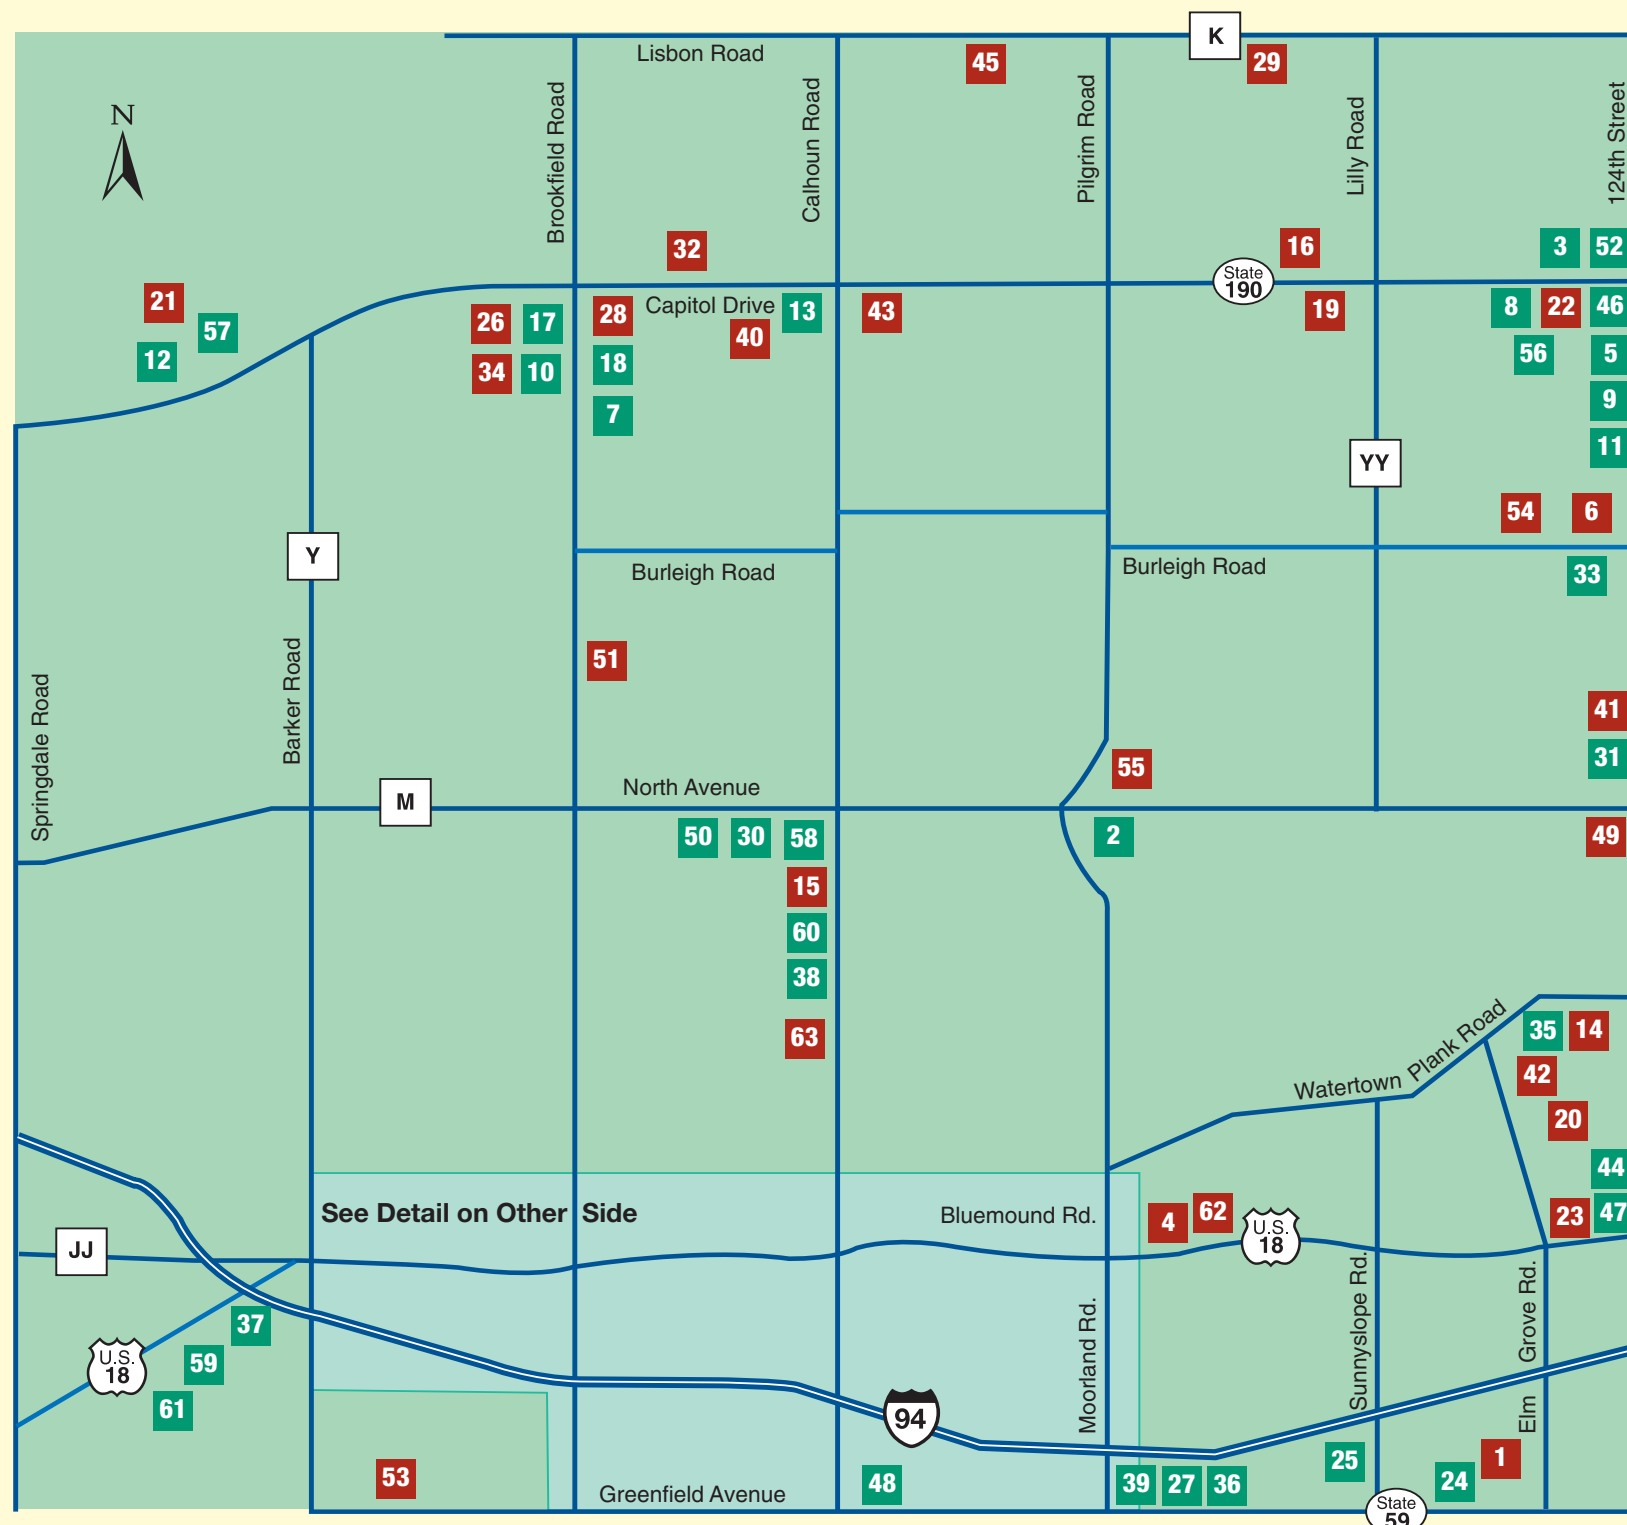 K
Lisbon Road
45
29
N
Brookfield Road
Calhoun Road
Pilgrim Road
Lilly Road
124th Street
32
16
3
52
State
190
21
57
12
26
17
28
Capitol Drive
13
40
43
19
8
22
46
34
10
18
56
5
7
9
11
YY
54
6
Y
Burleigh Road
Burleigh Road
33
51
Springdale Road
Barker Road
41
31
55
M
North Avenue
50
30
58
2
49
15
60
38
63
Watertown Plank Road
35
14
42
20
44
See Detail on Other Side
Bluemound Rd.
4
62
23
47
U.S.
18
JJ
37
U.S.
18
59
61
Moorland Rd.
Sunnyslope Rd.
Elm Grove Rd.
94
53
Greenfield Avenue
48
39
27
36
25
24
1
State
59